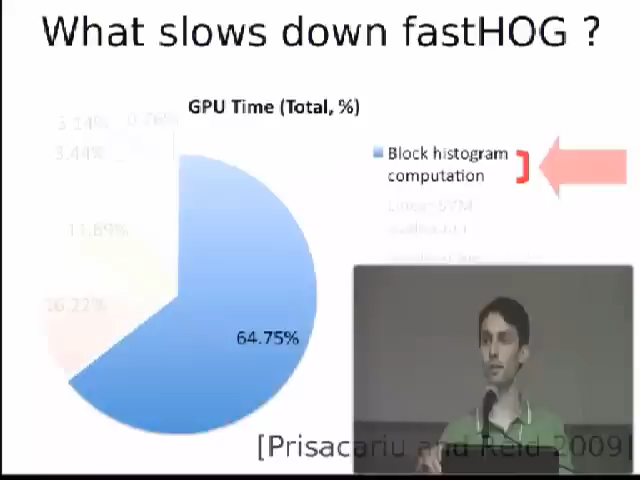 What slows down fastHOG ?
GPU Time (Total, %)
3.14%
0.76%
3.44%
Block histogram
computation
Linear SVM
11.69%
16.22%
64.75%
[Prisacariu and Reid 2009]